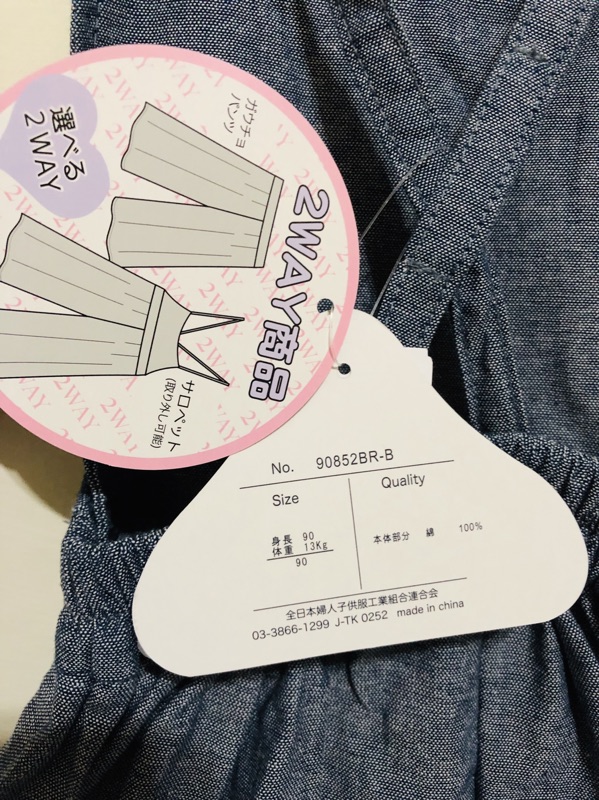 選べる
2WAY
ガウチョ
パンツ
2WAY商品
サロペット
(取り外し可能)
No. 90852BR-B
Size
Quality
身長 90
体重 13Kg
90
本体部分 綿 100%
全日本婦人子供服工業組合連合会
03-3866-1299 J-TK 0252 made in china